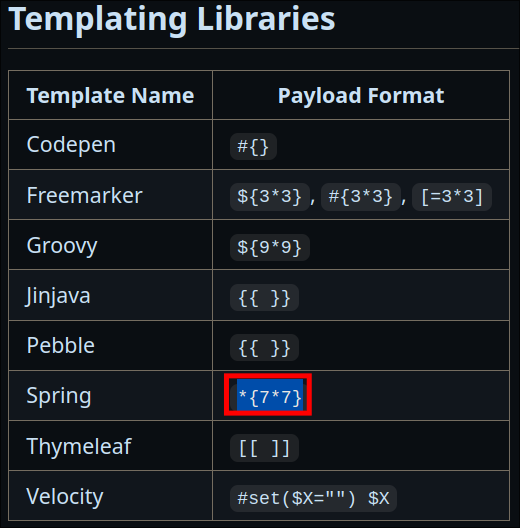 Templating Libraries
Template Name Payload Format
Codepen #{}
Freemarker ${3*3}, #{3*3}, [=3*3]
Groovy ${9*9}
Jinjava {{ }}
Pebble {{ }}
Spring *{7*7}
Thymeleaf [[ ]]
Velocity #set($X="") $X